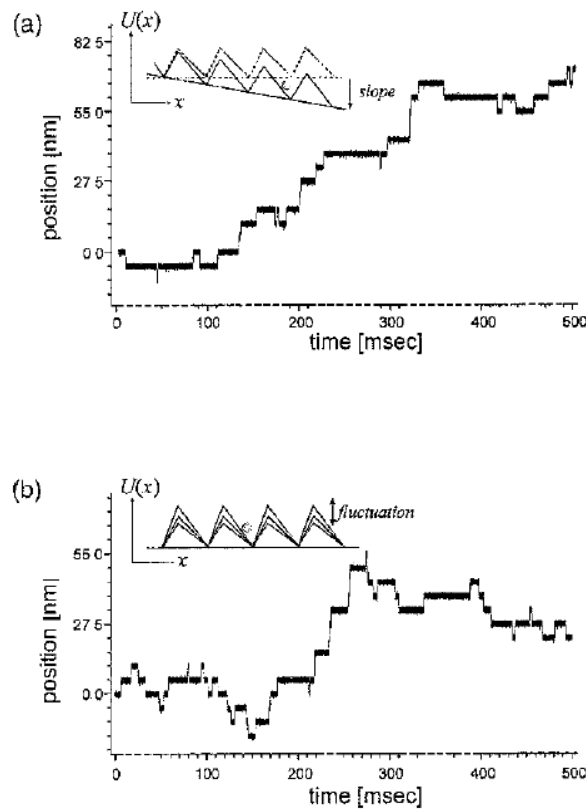 (a)
U(x)
82.5
55.0
27.5
0.0
position [nm]
slope
x
0
100
200
300
400
500
time [msec]
(b)
U(x)
55.0
27.5
0.0
position [nm]
fluctuation
x
0
100
200
300
400
500
time [msec]